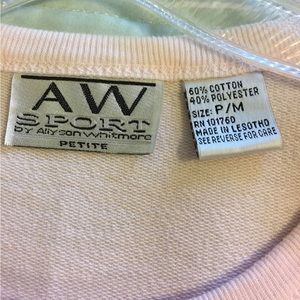 AW
SPORT
by Allyson Whitmore
PETITE
60% COTTON
40% POLYESTER
SIZE: P/M
RN 101760
MADE IN LESOTHO
SEE REVERSE FOR CARE